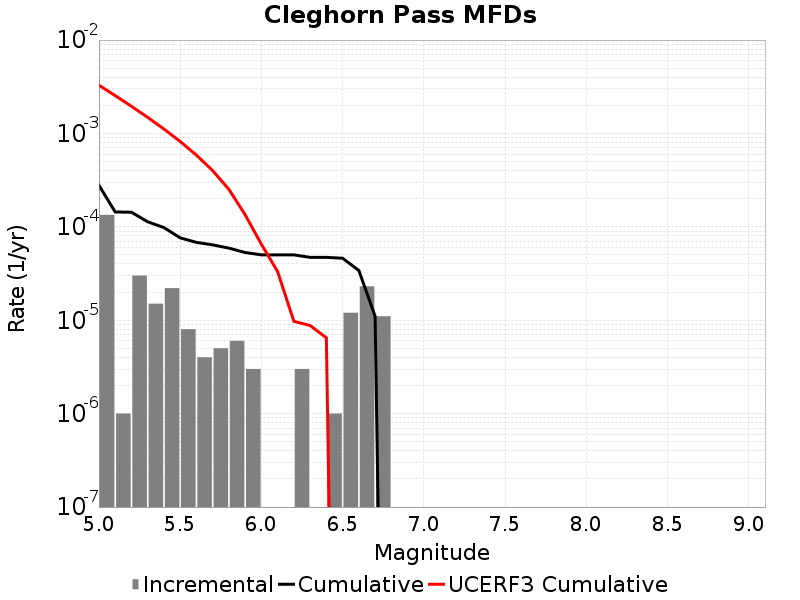 Cleghorn Pass MFDs
10^-2
10^-3
10^-4
10^-5
10^-6
10^-7
Rate (1/yr)
5.0 5.5 6.0 6.5 7.0 7.5 8.0 8.5 9.0
Magnitude
Incremental Cumulative UCERF3 Cumulative